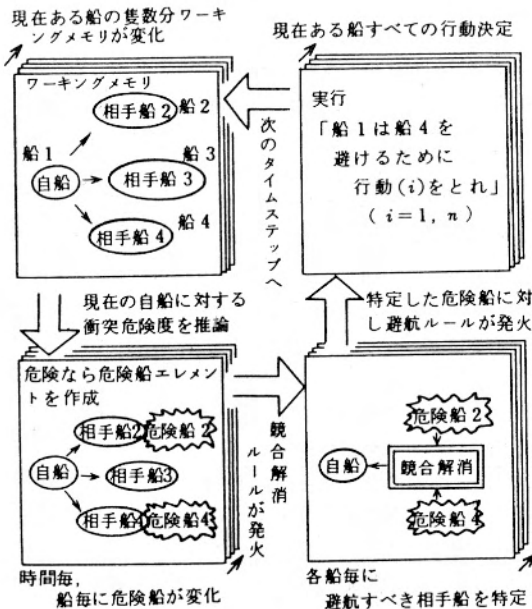 現在ある船の隻数分ワー
キングメモリが変化
ワーキングメモリ
相手船2
船2
船1
自船
船3
相手船3
船4
相手船4
現在ある船すべての行動決定
実行
「船1は船4を
避けるために
行動(i)をとれ」
(i=1, n)
次のタイムステップへ
現在の自船に対する
衝突危険度を推論
特定した危険船に対
し避航ルールが発火
危険なら危険船エレメン
トを作成
相手船2
危険船2
自船
相手船3
相手船4
危険船4
時間毎,
船毎に危険船が変化
競合解消
ルールが発火
危険船2
自船
競合解消
危険船4
各船毎に
避航すべき相手船を特定